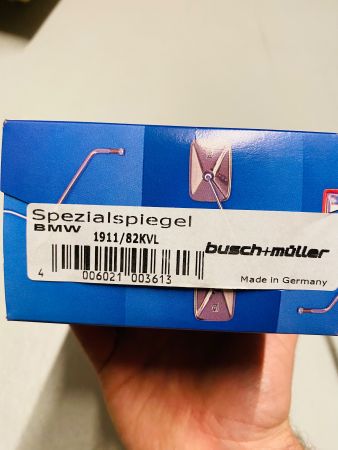 Spezialspiegel
BMW
1911/82KVL
busch+müller
4 006021 003613
Made in Germany